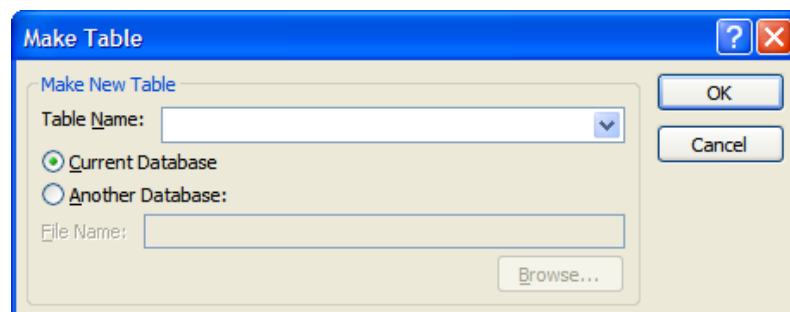 Make Table
?
Make New Table
Table Name:
Current Database
Another Database:
File Name:
Browse...
OK
Cancel